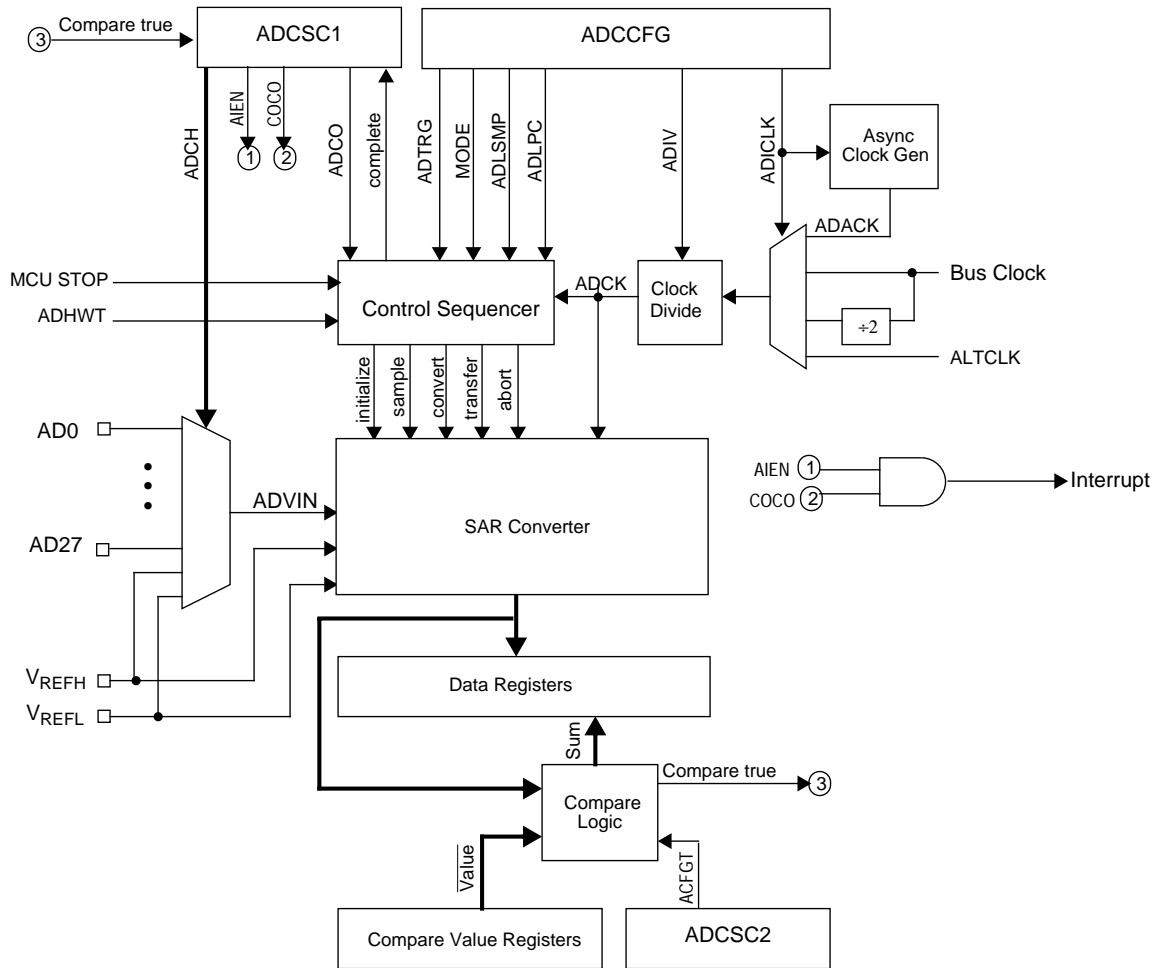 3 Compare true
ADCSC1
ADCCFG
ADCH
AIEN
COCO
1
2
ADCO
complete
ADTRG
MODE
ADLSMP
ADLPC
ADIV
ADICLK
Async
Clock Gen
ADACK
MCU STOP
ADHWT
Control Sequencer
ADCK
Clock
Divide
Bus Clock
÷2
ALTCLK
initialize
sample
convert
transfer
abort
AD0
AD27
ADVIN
SAR Converter
AIEN 1
COCO 2
Interrupt
VREFH
VREFL
Data Registers
Sum
Compare true
3
Compare
Logic
Value
ACFGT
Compare Value Registers
ADCSC2